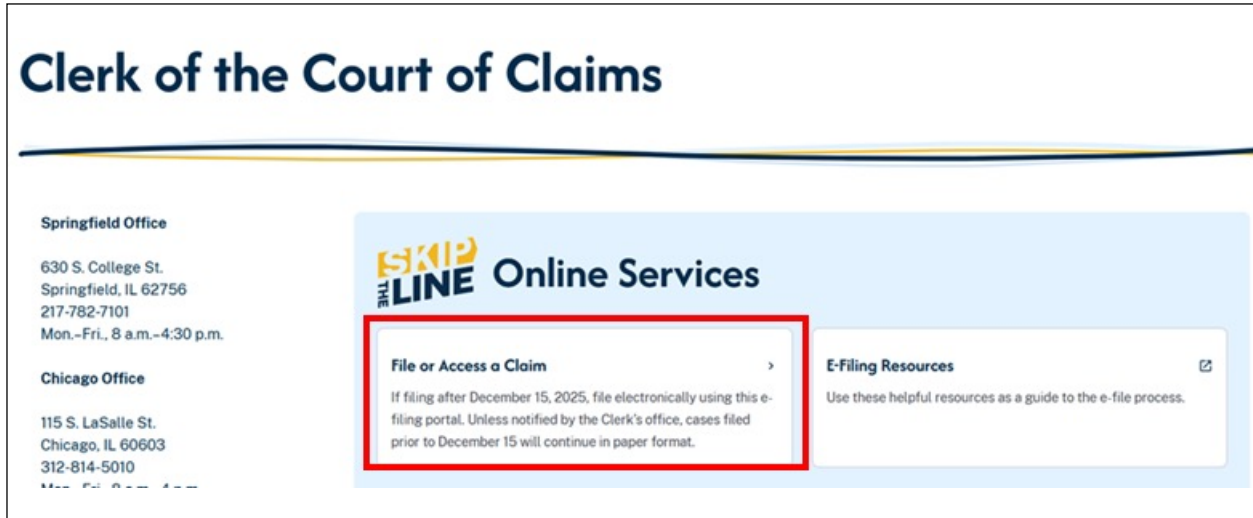 Clerk of the Court of Claims
Springfield Office
630 S. College St.
Springfield, IL 62756
217-782-7101
Mon.–Fri., 8 a.m.–4:30 p.m.
Chicago Office
115 S. LaSalle St.
Chicago, IL 60603
312-814-5010
SKIP
THE LINE
Online Services
File or Access a Claim
If filing after December 15, 2025, file electronically using this e-
filing portal. Unless notified by the Clerk's office, cases filed
prior to December 15 will continue in paper format.
E-Filing Resources
Use these helpful resources as a guide to the e-file process.